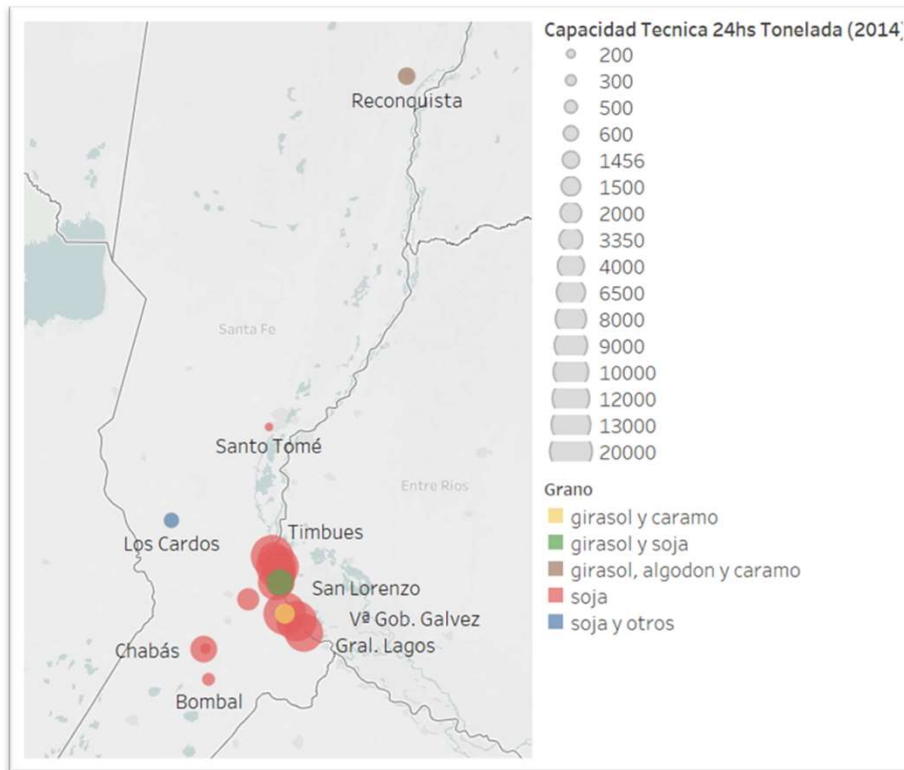 Reconquista
Santa Fe
Santo Tomé
Entre Rios
Timbues
Los Cardos
San Lorenzo
Vª Gob. Galvez
Chabás
Gral. Lagos
Bombal
Capacidad Tecnica 24hs Tonelada (2014)
200
300
500
600
1456
1500
2000
3350
4000
6500
8000
9000
10000
12000
13000
20000
Grano
girasol y caramo
girasol y soja
girasol, algodon y caramo
soja
soja y otros